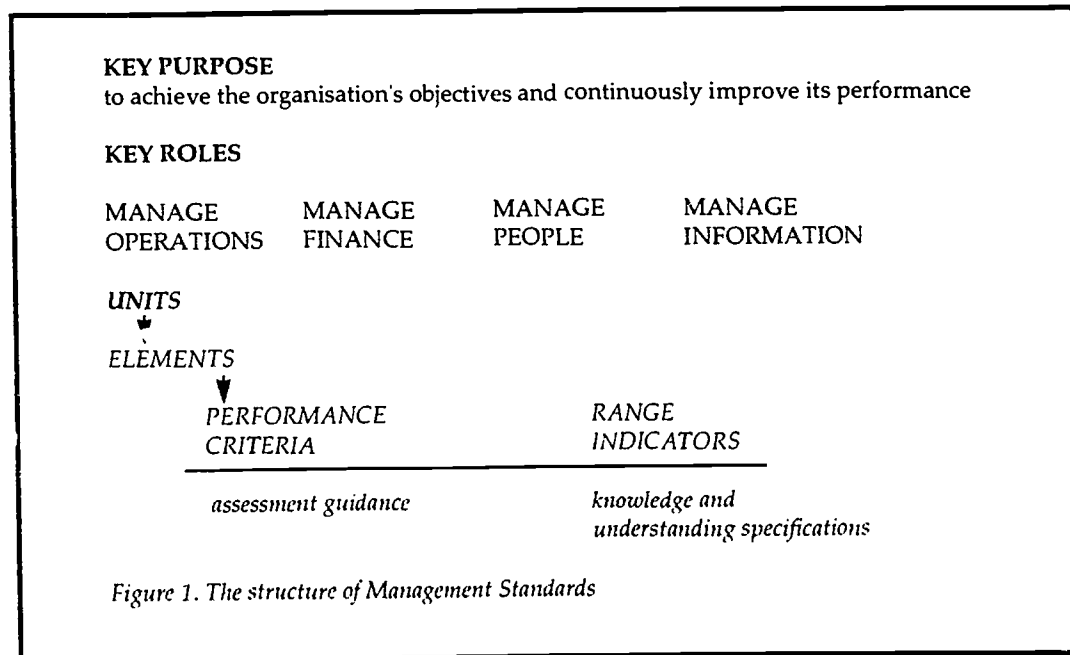 KEY PURPOSE
to achieve the organisation's objectives and continuously improve its performance
KEY ROLES
MANAGE MANAGE MANAGE MANAGE
OPERATIONS FINANCE PEOPLE INFORMATION
UNITS
ELEMENTS
PERFORMANCE RANGE
CRITERIA INDICATORS
assessment guidance knowledge and
understanding specifications
Figure 1. The structure of Management Standards